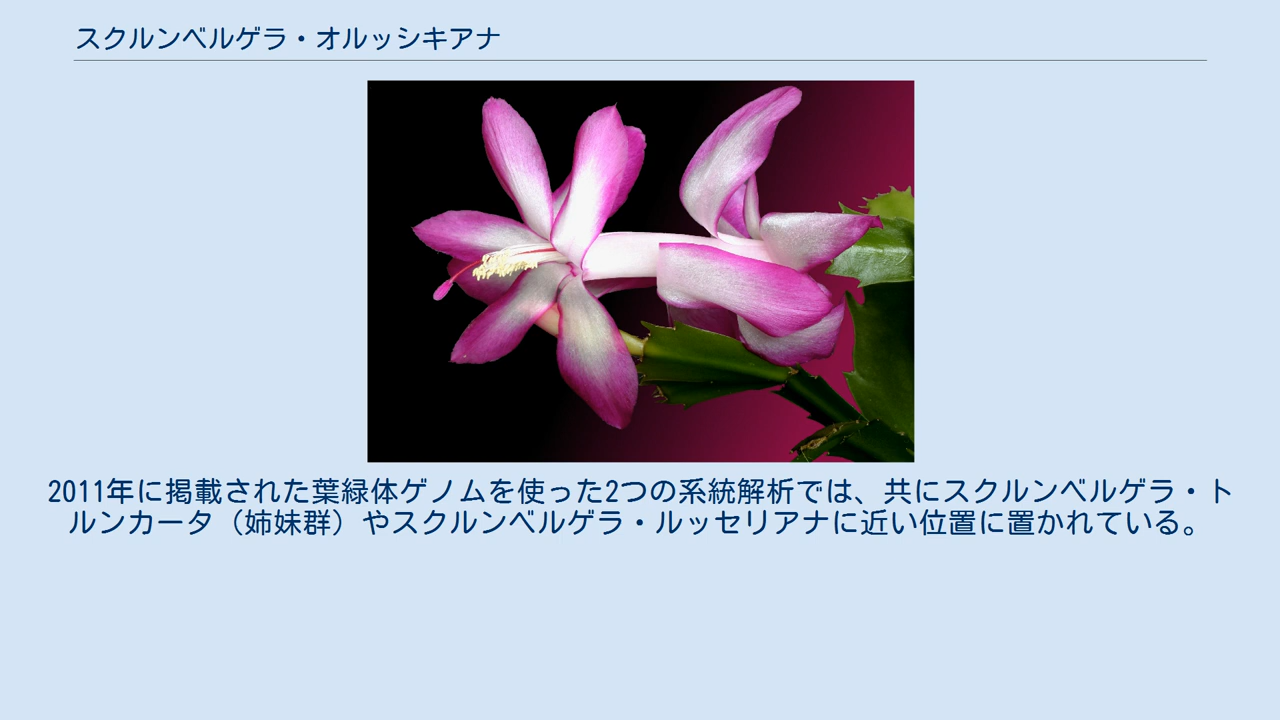 スクルンベルゲラ・オルッシキアナ
2011年に掲載された葉緑体ゲノムを使った2つの系統解析では、共にスクルンベルゲラ・ト
ルンカータ（姉妹群）やスクルンベルゲラ・ルッセリアナに近い位置に置かれている。